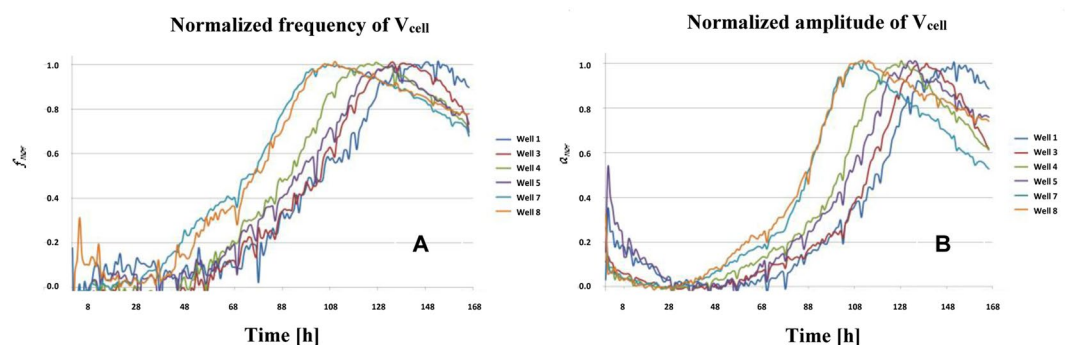 Normalized frequency of Vcell
1.0
0.8
0.6
0.4
0.2
.0.0
8 28 48 68 88 108 128 148 168
fnor
Time [h]
Well 1
Well 3
Well 4
Well 5
Well 7
Well 8
A
Normalized amplitude of Vcell
1.0
0.8
0.6
0.4
0.2
0.0
8 28 48 68 88 108 128 148 168
anor
Time [h]
Well 1
Well 3
Well 4
Well 5
Well 7
Well 8
B